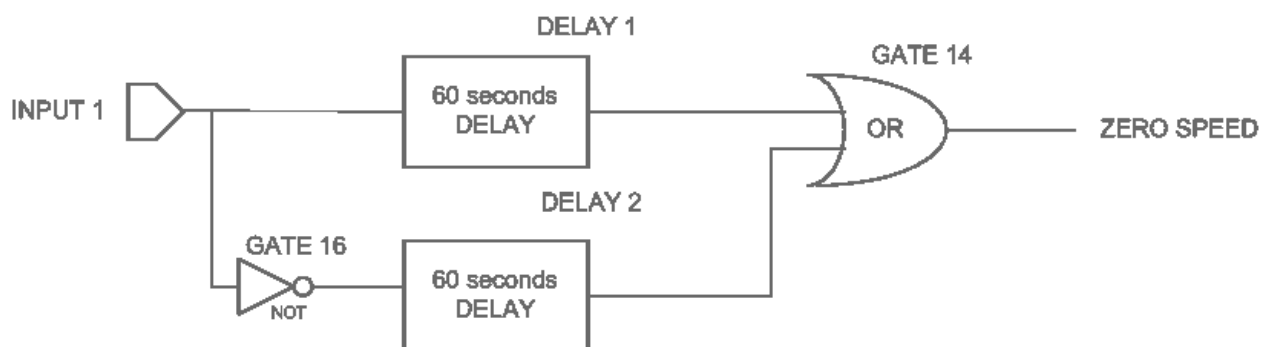 DELAY 1
GATE 14
INPUT 1
60 seconds
DELAY
OR
ZERO SPEED
DELAY 2
GATE 16
NOT
60 seconds
DELAY